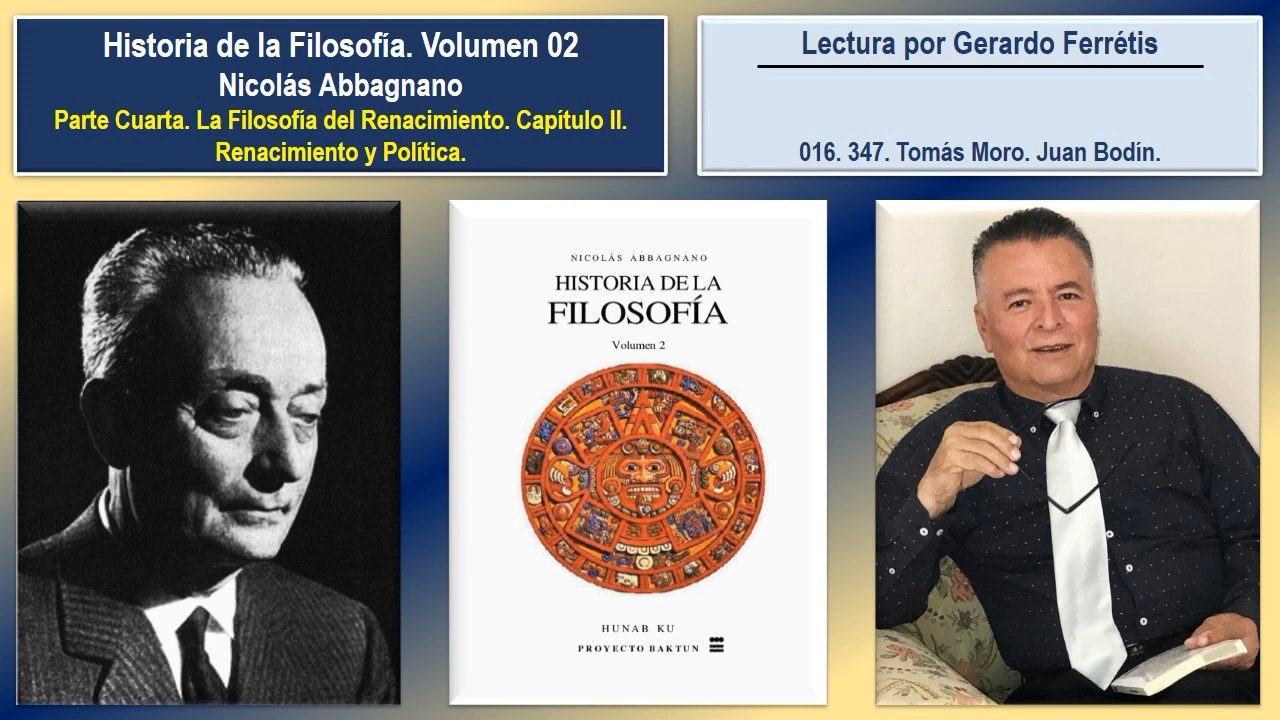 Historia de la Filosofía. Volumen 02
Nicolás Abbagnano
Parte Cuarta. La Filosofía del Renacimiento. Capítulo II.
Renacimiento y Política.
Lectura por Gerardo Ferrétis
016. 347. Tomás Moro. Juan Bodín.
NICOLÁS ABBAGNANO
HISTORIA DE LA
FILOSOFÍA
Volumen 2
HUNAB KU
PROYECTO BAKTUN